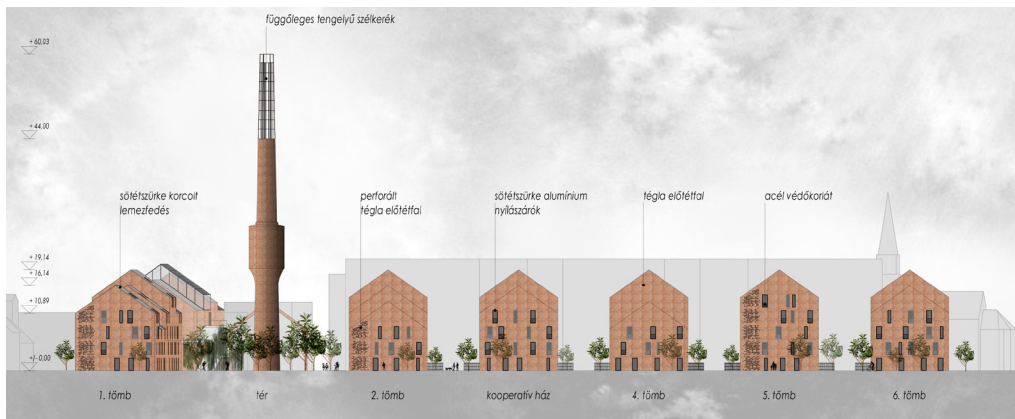 függőleges tengelyű szélkerék
+ 60,03
+ 44,00
sötétszürke korcolt
lemezfedés
perforált
tégla előtétfal
sötétszürke alumínium
nyílászárók
tégla előtétfal
acél védőkorlát
+ 19,14
+ 16,14
+ 10,89
+/- 0,00
1. tömb
tér
2. tömb
kooperatív ház
4. tömb
5. tömb
6. tömb